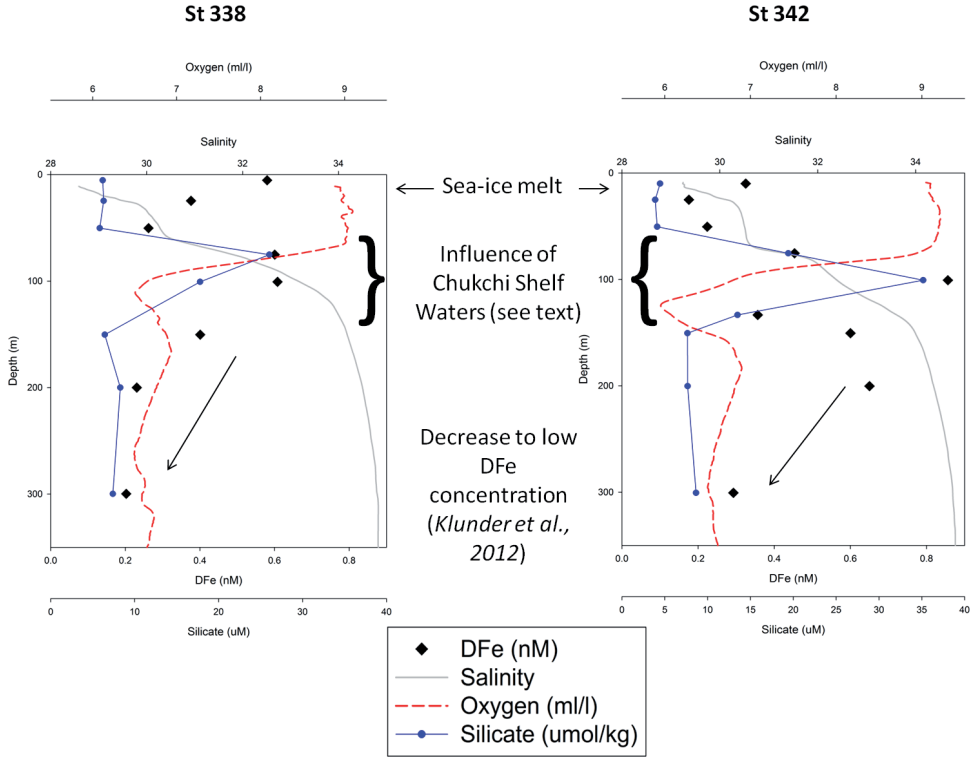 St 338
St 342
Oxygen (ml/l)
6 7 8 9
Salinity
28 30 32 34
0
100
200
300
Depth (m)
0.0 0.2 0.4 0.6 0.8
DFe (nM)
0 10 20 30 40
Silicate (uM)
Sea-ice melt
Influence of
Chukchi Shelf
Waters (see text)
Decrease to low
DFe
concentration
(Klunder et al.,
2012)
Oxygen (ml/l)
6 7 8 9
Salinity
28 30 32 34
0
100
200
300
Depth (m)
0.0 0.2 0.4 0.6 0.8
DFe (nM)
0 5 10 15 20 25 30 35 40
Silicate (uM)
DFe (nM)
Salinity
Oxygen (ml/l)
Silicate (umol/kg)